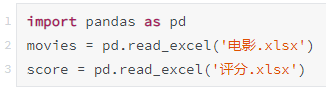 1 import pandas as pd
2 movies = pd.read_excel('电影.xlsx')
3 score = pd.read_excel('评分.xlsx')